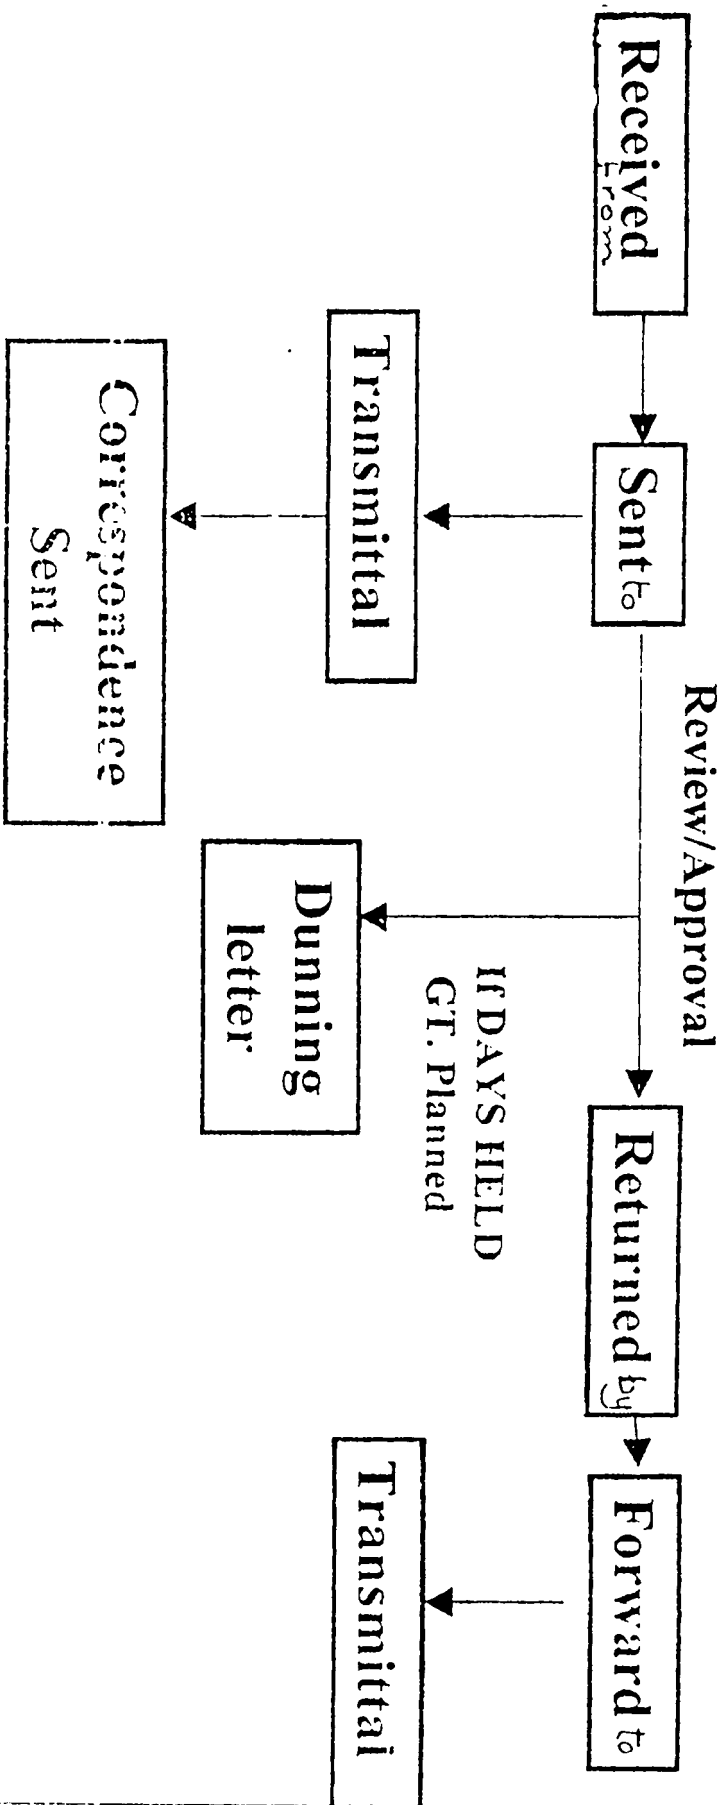 Received
from
Sent to
Review/Approval
Returned by
Forward to
If DAYS HELD
GT. Planned
Transmittal
Transmittal
Dunning
letter
Correspondence
Sent